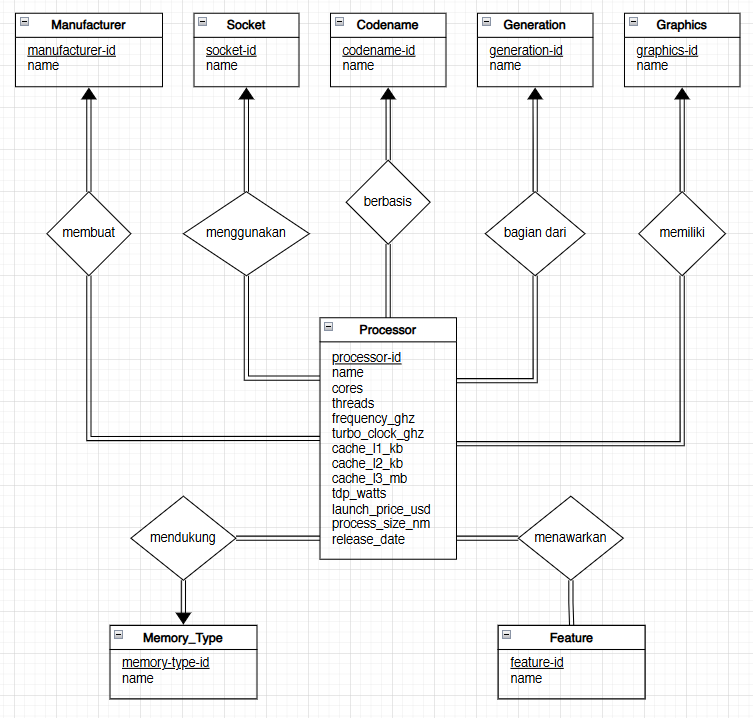 Manufacturer
manufacturer-id
name
Socket
socket-id
name
Codename
codename-id
name
Generation
generation-id
name
Graphics
graphics-id
name
membuat
menggunakan
berbasis
bagian dari
memiliki
Processor
processor-id
name
cores
threads
frequency_ghz
turbo_clock_ghz
cache_l1_kb
cache_l2_kb
cache_l3_mb
tdp_watts
launch_price_usd
process_size_nm
release_date
mendukung
menawarkan
Memory_Type
memory-type-id
name
Feature
feature-id
name